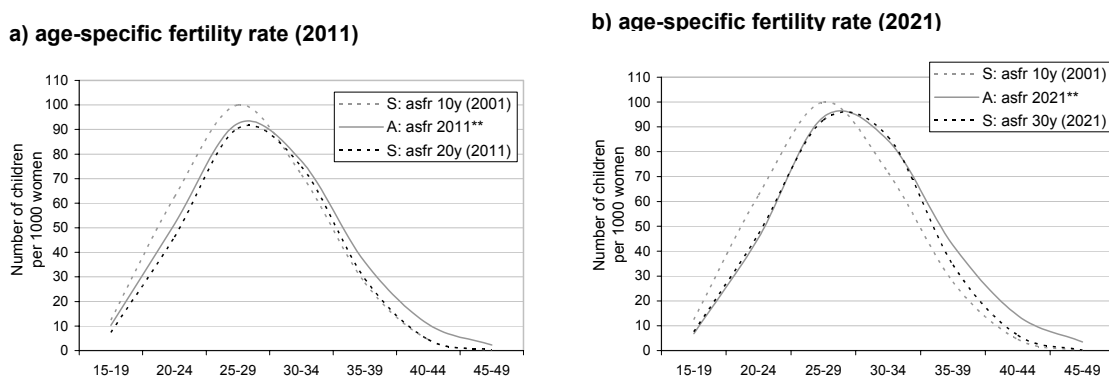 a) age-specific fertility rate (2011)
Number of children
per 1000 women
110
100
90
80
70
60
50
40
30
20
10
0
S: asfr 10y (2001)
A: asfr 2011**
S: asfr 20y (2011)
15-19 20-24 25-29 30-34 35-39 40-44 45-49
b) age-specific fertility rate (2021)
Number of children
per 1000 women
110
100
90
80
70
60
50
40
30
20
10
0
S: asfr 10y (2001)
A: asfr 2021**
S: asfr 30y (2021)
15-19 20-24 25-29 30-34 35-39 40-44 45-49